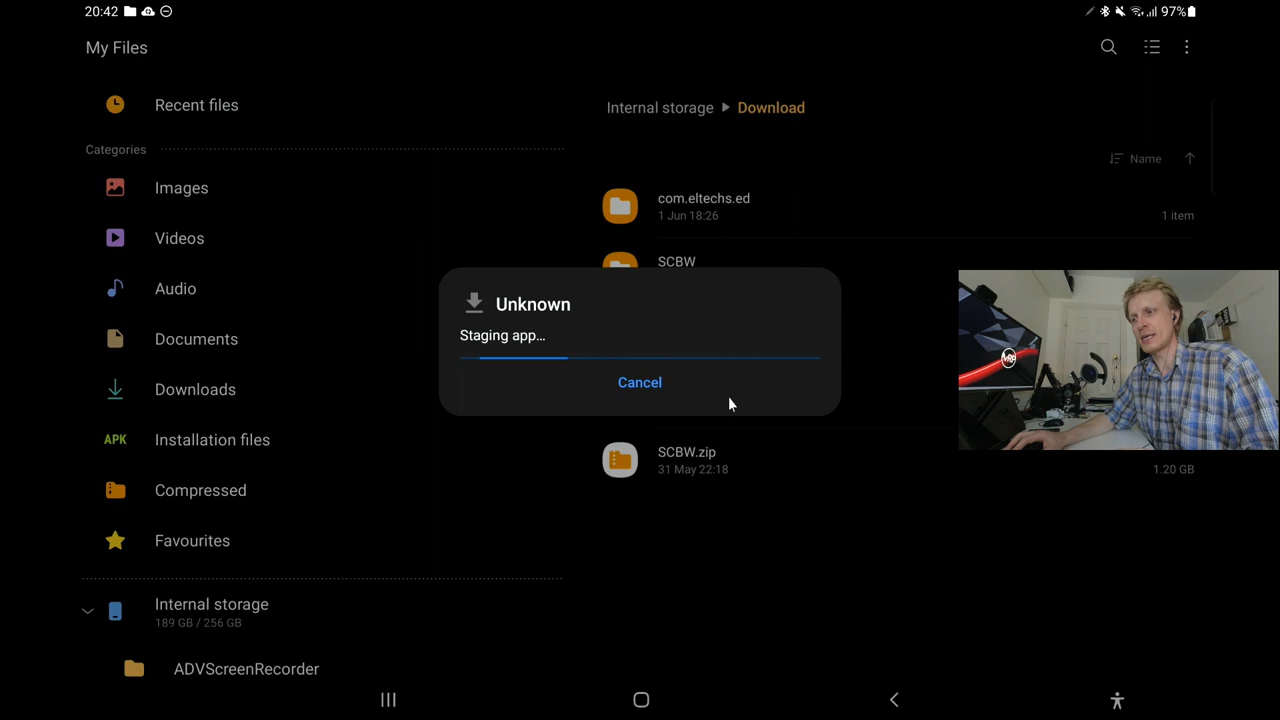 20:42
97%
My Files
Recent files
Categories
Images
Videos
Audio
Documents
Downloads
APK Installation files
Compressed
Favourites
Internal storage
189 GB / 256 GB
ADVScreenRecorder
Internal storage Download
Name
com.eltechs.ed
1 Jun 18:26
1 item
SCBW
Unknown
Staging app...
Cancel
SCBW.zip
31 May 22:18
1.20 GB